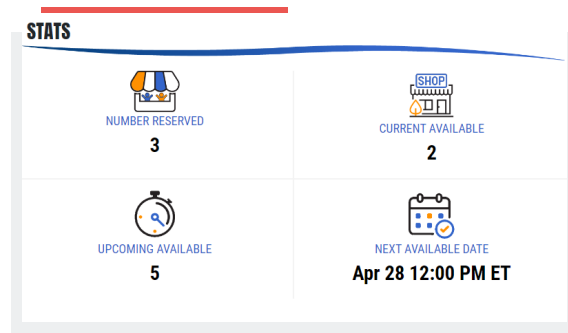 STATS
NUMBER RESERVED
3
SHOP
CURRENT AVAILABLE
2
UPCOMING AVAILABLE
5
NEXT AVAILABLE DATE
Apr 28 12:00 PM ET